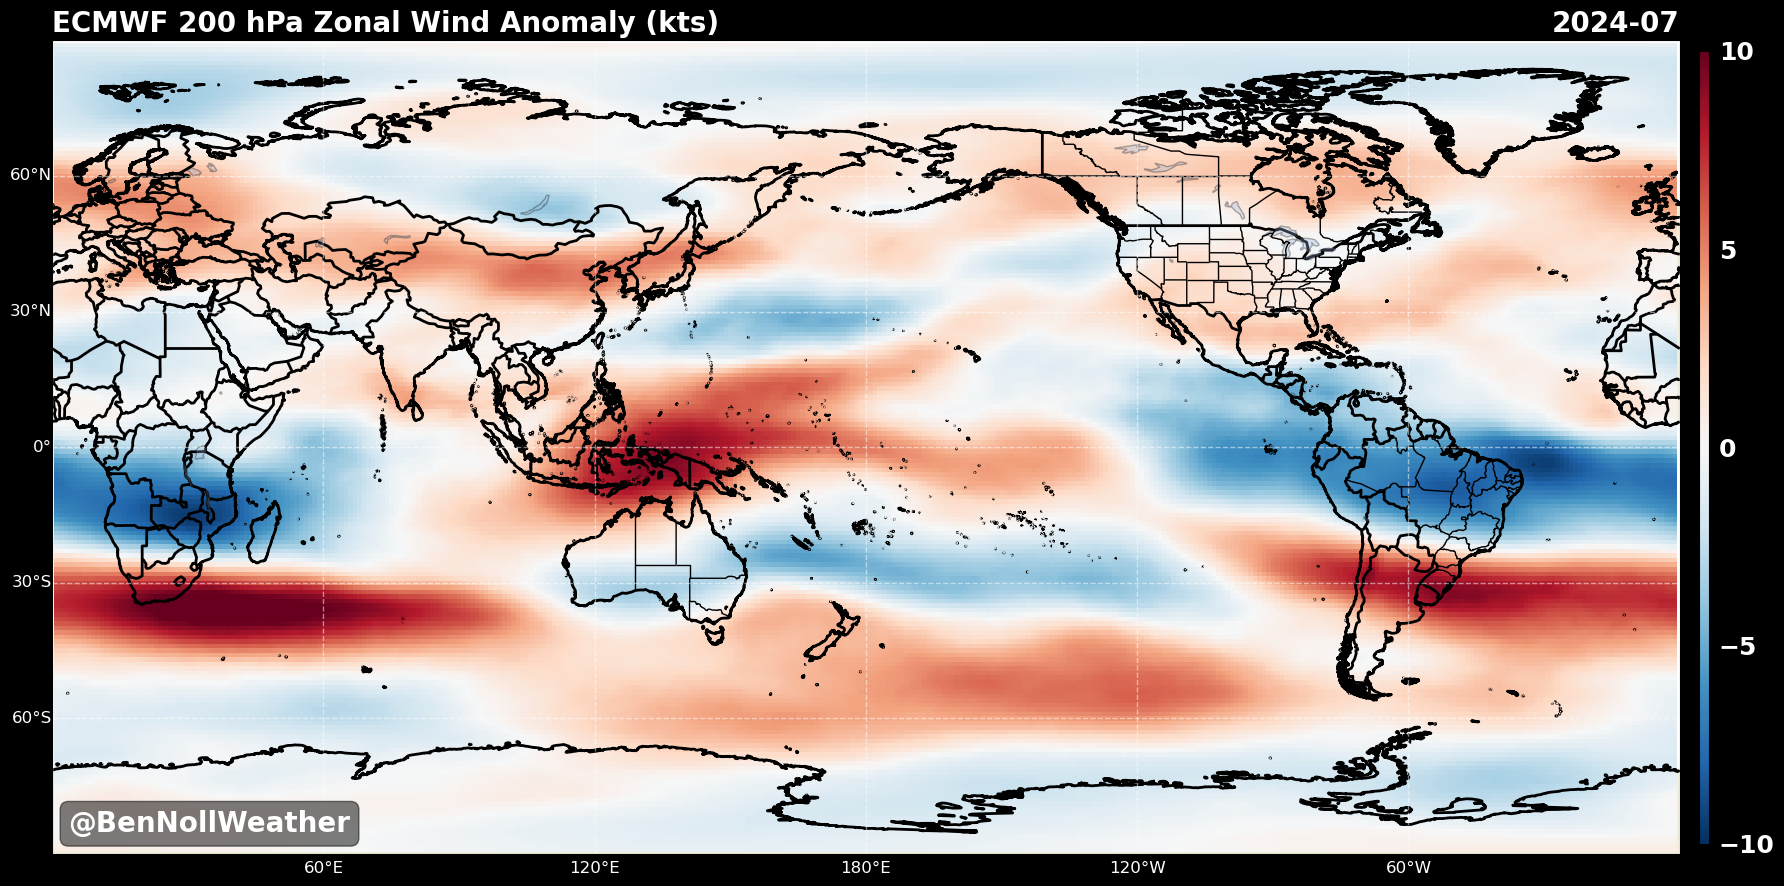 ECMWF 200 hPa Zonal Wind Anomaly (kts)
2024-07
10
5
0
−5
−10
60°N
30°N
0°
30°S
60°S
60°E
120°E
180°E
120°W
60°W
@BenNollWeather